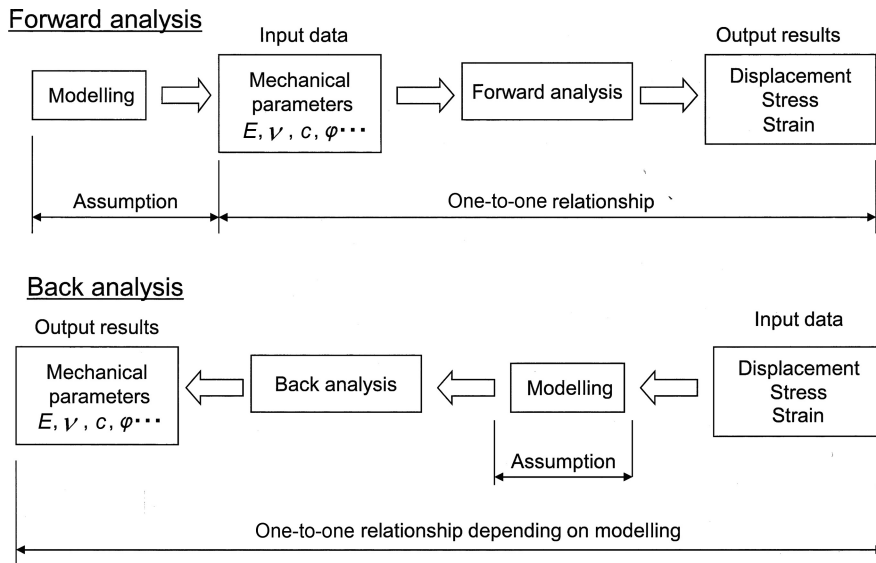 Forward analysis
Input data
Output results
Modelling
Mechanical
parameters
E, ν, c, φ···
Forward analysis
Displacement
Stress
Strain
Assumption
One-to-one relationship
Back analysis
Output results
Input data
Mechanical
parameters
E, ν, c, φ···
Back analysis
Modelling
Displacement
Stress
Strain
Assumption
One-to-one relationship depending on modelling